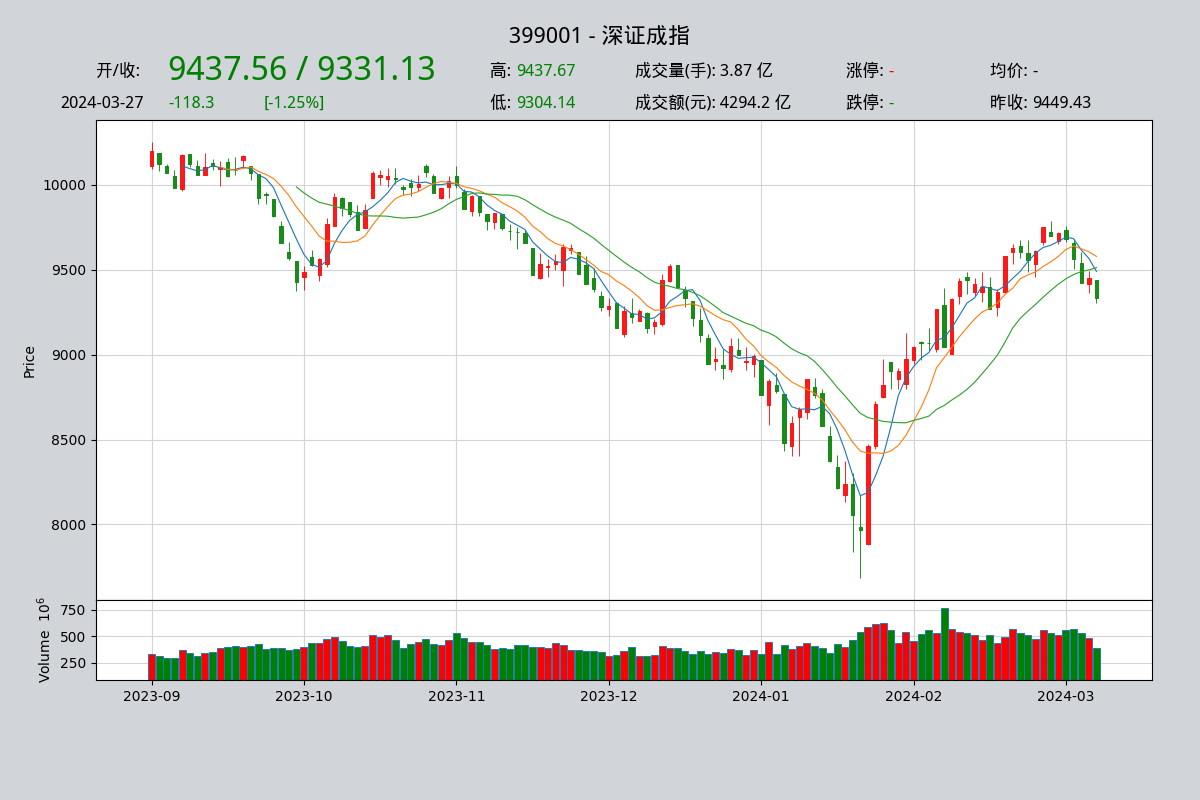 399001 - 深证成指
开/收: 9437.56 / 9331.13 高: 9437.67 成交量(手): 3.87 亿 涨停: - 均价: -
2024-03-27 -118.3 [-1.25%] 低: 9304.14 成交额(元): 4294.2 亿 跌停: - 昨收: 9449.43
Price
10000
9500
9000
8500
8000
Volume 10^6
750
500
250
2023-09 2023-10 2023-11 2023-12 2024-01 2024-02 2024-03